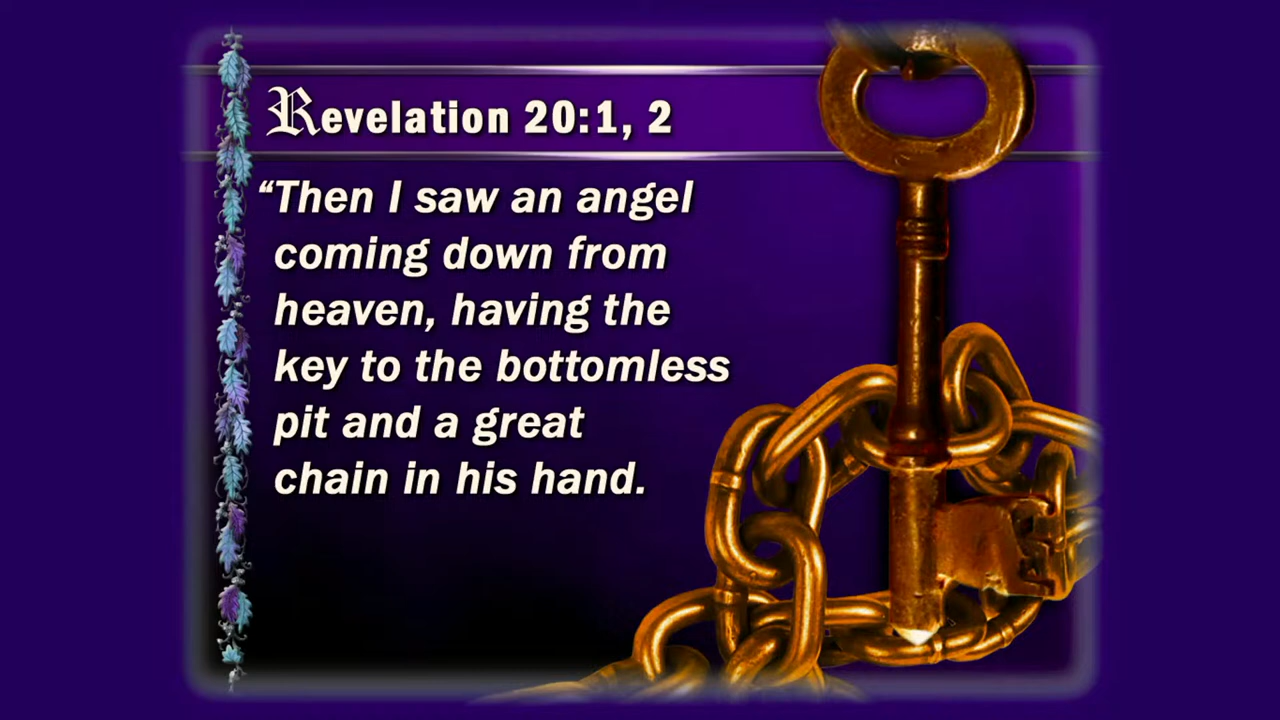 Revelation 20:1, 2
“Then I saw an angel
coming down from
heaven, having the
key to the bottomless
pit and a great
chain in his hand.